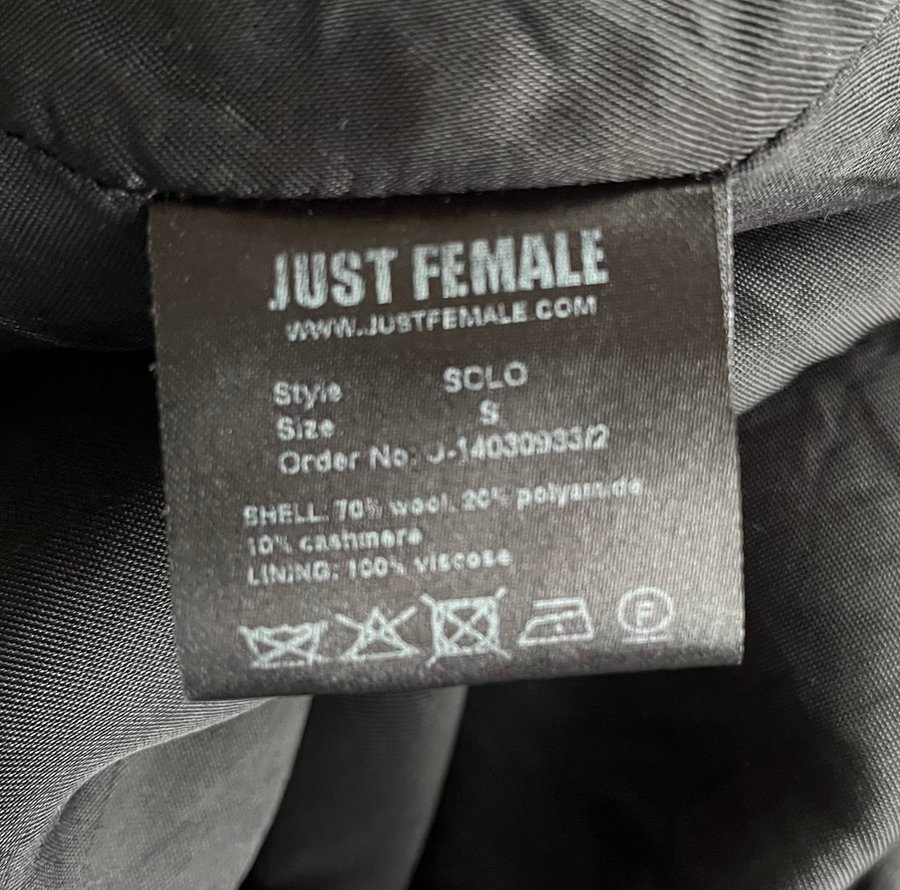 JUST FEMALE
WWW.JUSTFEMALE.COM
Style SOLO
Size S
Order No: J-14030933/2
SHELL: 70% wool, 20% polyamide
10% cashmere
LINING: 100% viscose
P